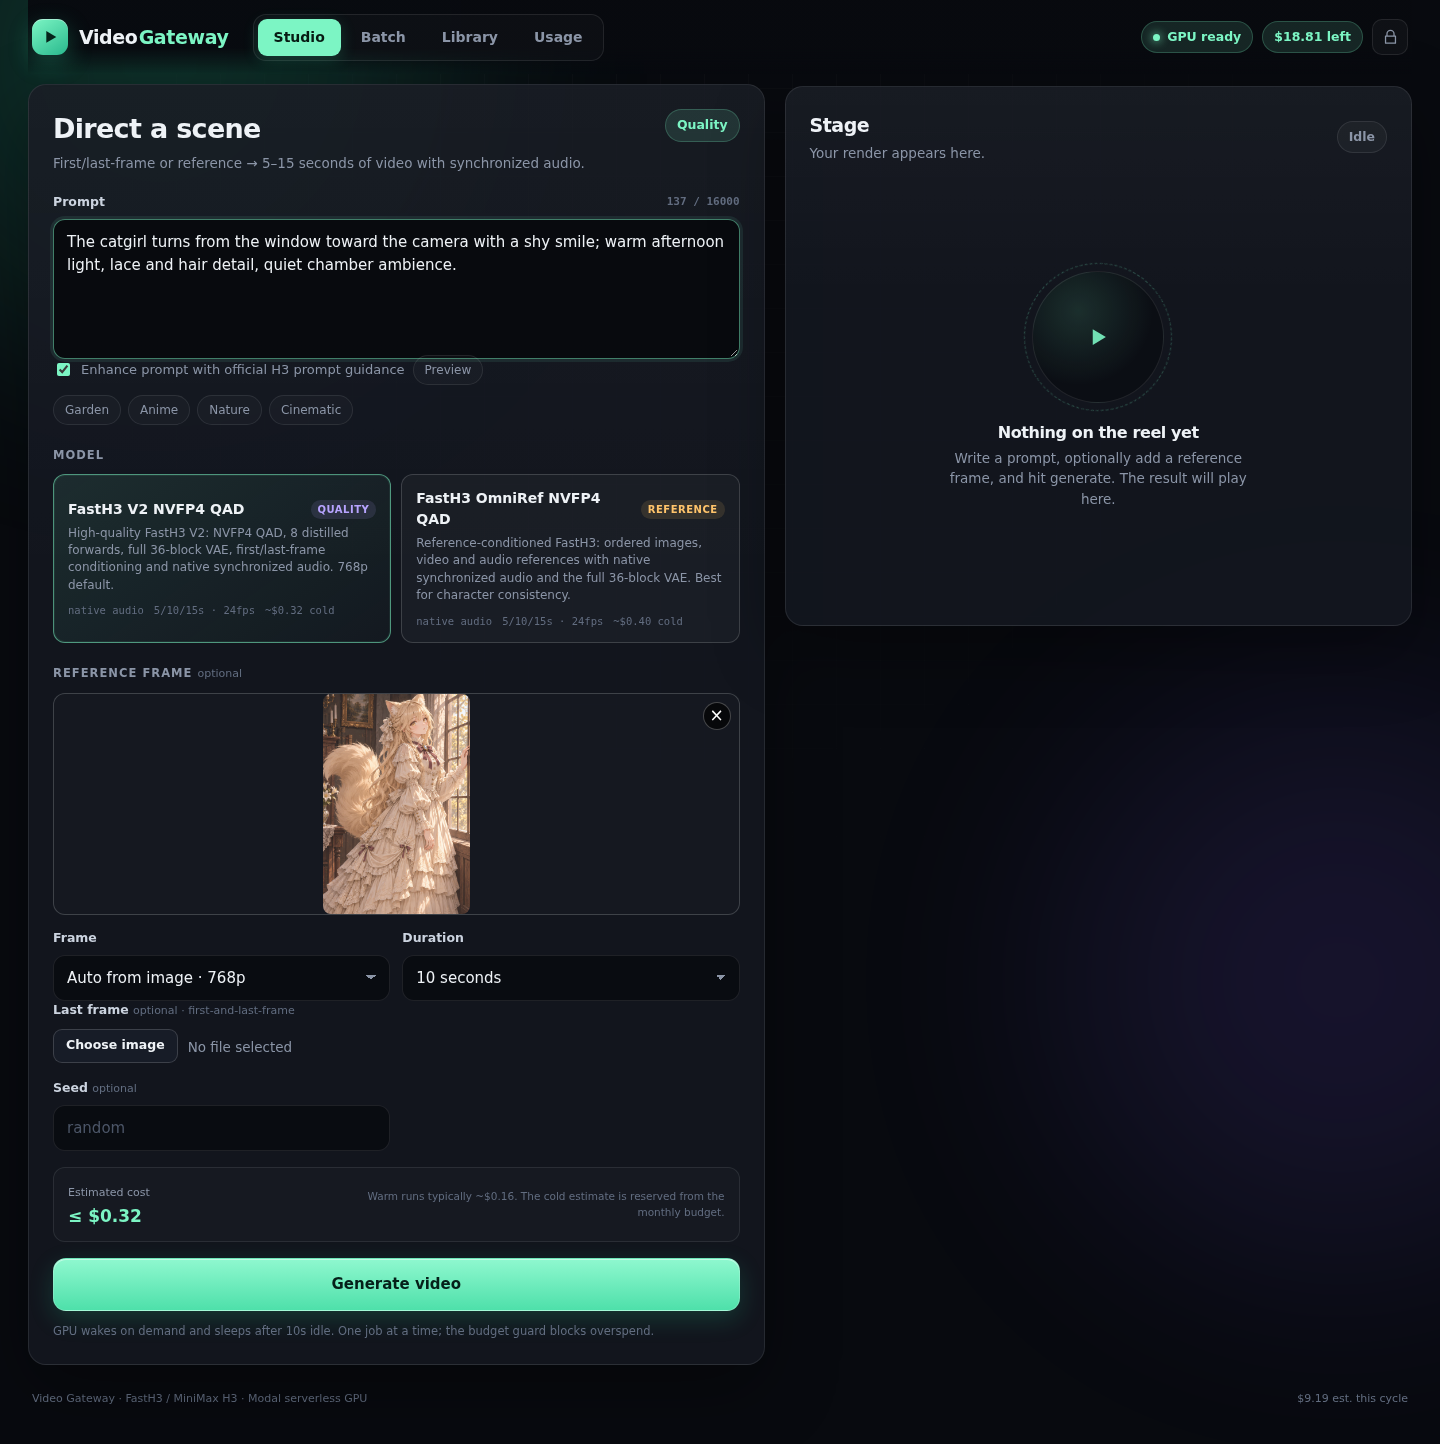 VideoGateway
Studio
Batch
Library
Usage
GPU ready
$18.81 left
Direct a scene
Quality
First/last-frame or reference → 5–15 seconds of video with synchronized audio.
Prompt
137 / 16000
The catgirl turns from the window toward the camera with a shy smile; warm afternoon
light, lace and hair detail, quiet chamber ambience.
Enhance prompt with official H3 prompt guidance
Preview
Garden
Anime
Nature
Cinematic
MODEL
FastH3 V2 NVFP4 QAD
QUALITY
High-quality FastH3 V2: NVFP4 QAD, 8 distilled
forwards, full 36-block VAE, first/last-frame
conditioning and native synchronized audio. 768p
default.
native audio 5/10/15s · 24fps ~$0.32 cold
FastH3 OmniRef NVFP4
QAD
REFERENCE
Reference-conditioned FastH3: ordered images,
video and audio references with native
synchronized audio and the full 36-block VAE. Best
for character consistency.
native audio 5/10/15s · 24fps ~$0.40 cold
REFERENCE FRAME optional
×
Frame
Duration
Auto from image · 768p
10 seconds
Last frame optional · first-and-last-frame
Choose image
No file selected
Seed optional
random
Estimated cost
≤ $0.32
Warm runs typically ~$0.16. The cold estimate is reserved from the
monthly budget.
Generate video
GPU wakes on demand and sleeps after 10s idle. One job at a time; the budget guard blocks overspend.
Stage
Your render appears here.
Idle
Nothing on the reel yet
Write a prompt, optionally add a reference
frame, and hit generate. The result will play
here.
Video Gateway · FastH3 / MiniMax H3 · Modal serverless GPU
$9.19 est. this cycle